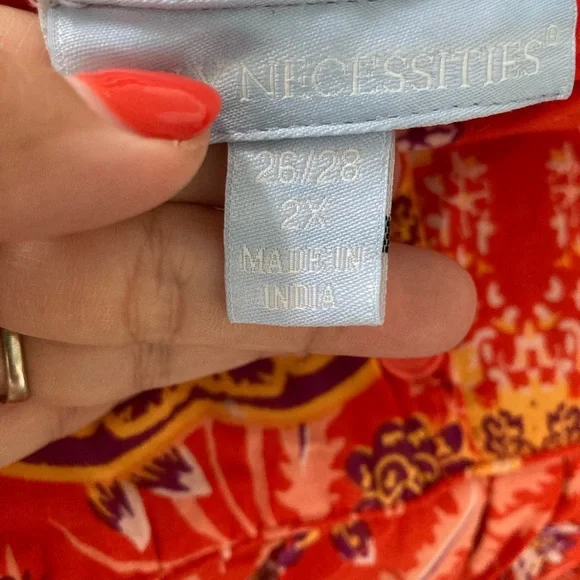 NECESSITIES®
26/28
2X
MADE IN
INDIA